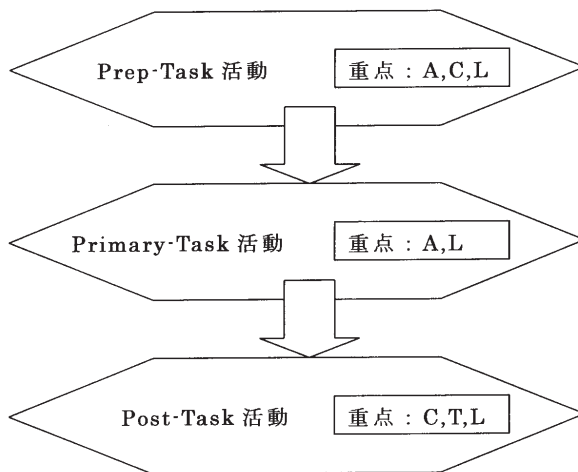 Prep-Task 活動 重点：A,C,L
Primary-Task 活動 重点：A,L
Post-Task 活動 重点：C,T,L